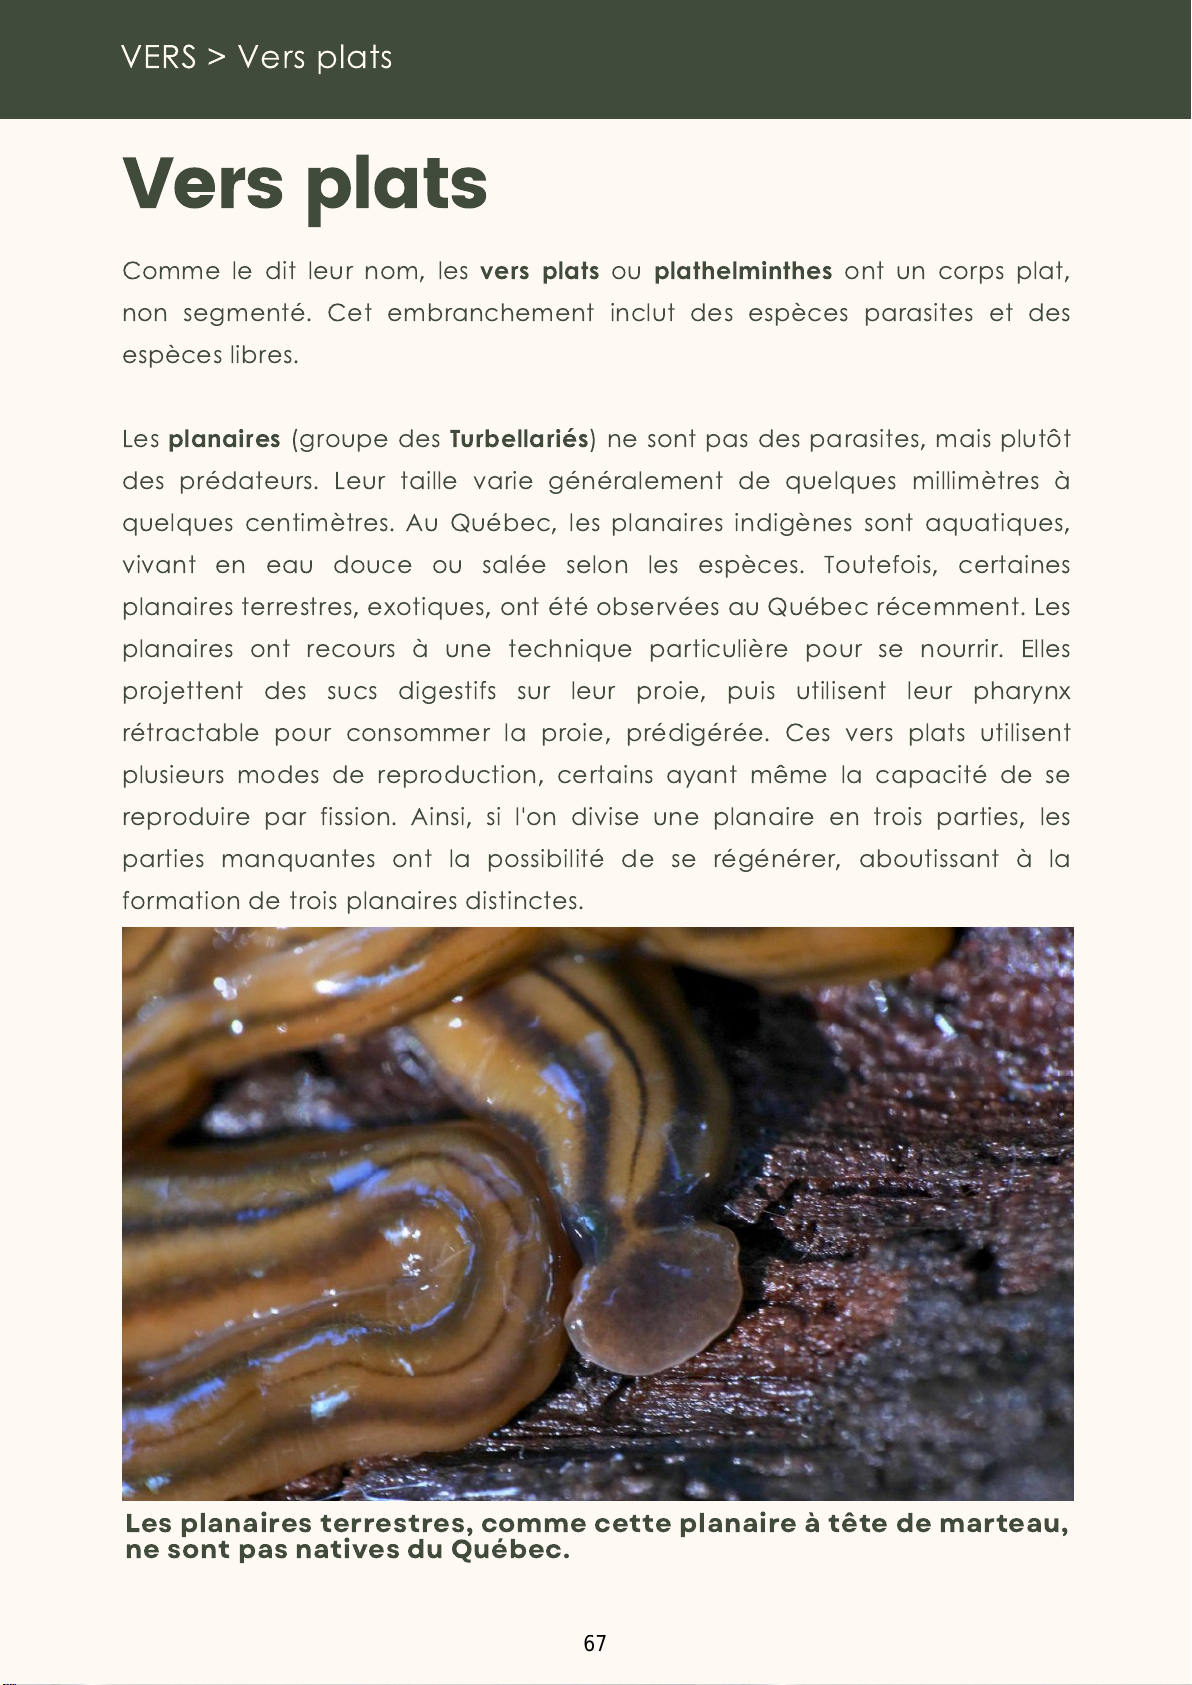 VERS > Vers plats
Vers plats
Comme le dit leur nom, les vers plats ou plathelminthes ont un corps plat,
non segmenté. Cet embranchement inclut des espèces parasites et des
espèces libres.
Les planaires (groupe des Turbellariés) ne sont pas des parasites, mais plutôt
des prédateurs. Leur taille varie généralement de quelques millimètres à
quelques centimètres. Au Québec, les planaires indigènes sont aquatiques,
vivant en eau douce ou salée selon les espèces. Toutefois, certaines
planaires terrestres, exotiques, ont été observées au Québec récemment. Les
planaires ont recours à une technique particulière pour se nourrir. Elles
projettent des sucs digestifs sur leur proie, puis utilisent leur pharynx
rétractable pour consommer la proie, prédigérée. Ces vers plats utilisent
plusieurs modes de reproduction, certains ayant même la capacité de se
reproduire par fission. Ainsi, si l'on divise une planaire en trois parties, les
parties manquantes ont la possibilité de se régénérer, aboutissant à la
formation de trois planaires distinctes.
Les planaires terrestres, comme cette planaire à tête de marteau,
ne sont pas natives du Québec.
67